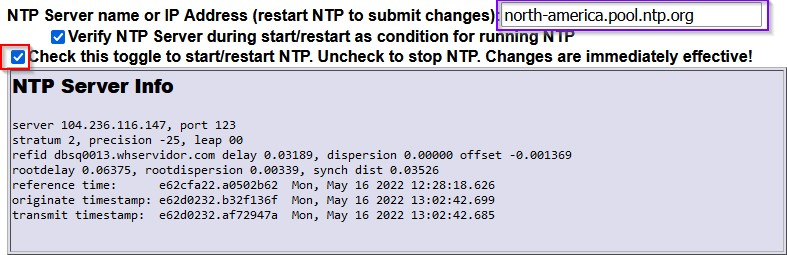 NTP Server name or IP Address (restart NTP to submit changes): north-america.pool.ntp.org
Verify NTP Server during start/restart as condition for running NTP
Check this toggle to start/restart NTP. Uncheck to stop NTP. Changes are immediately effective!
NTP Server Info
server 104.236.116.147, port 123
stratum 2, precision -25, leap 00
refid dbsq0013.whservidor.com delay 0.03189, dispersion 0.00000 offset -0.001369
rootdelay 0.06375, rootdispersion 0.00339, synch dist 0.03526
reference time:      e62cfa22.a0502b62  Mon, May 16 2022 12:28:18.626
originate timestamp: e62d0232.b32f136f  Mon, May 16 2022 13:02:42.699
transmit timestamp:  e62d0232.af72947a  Mon, May 16 2022 13:02:42.685